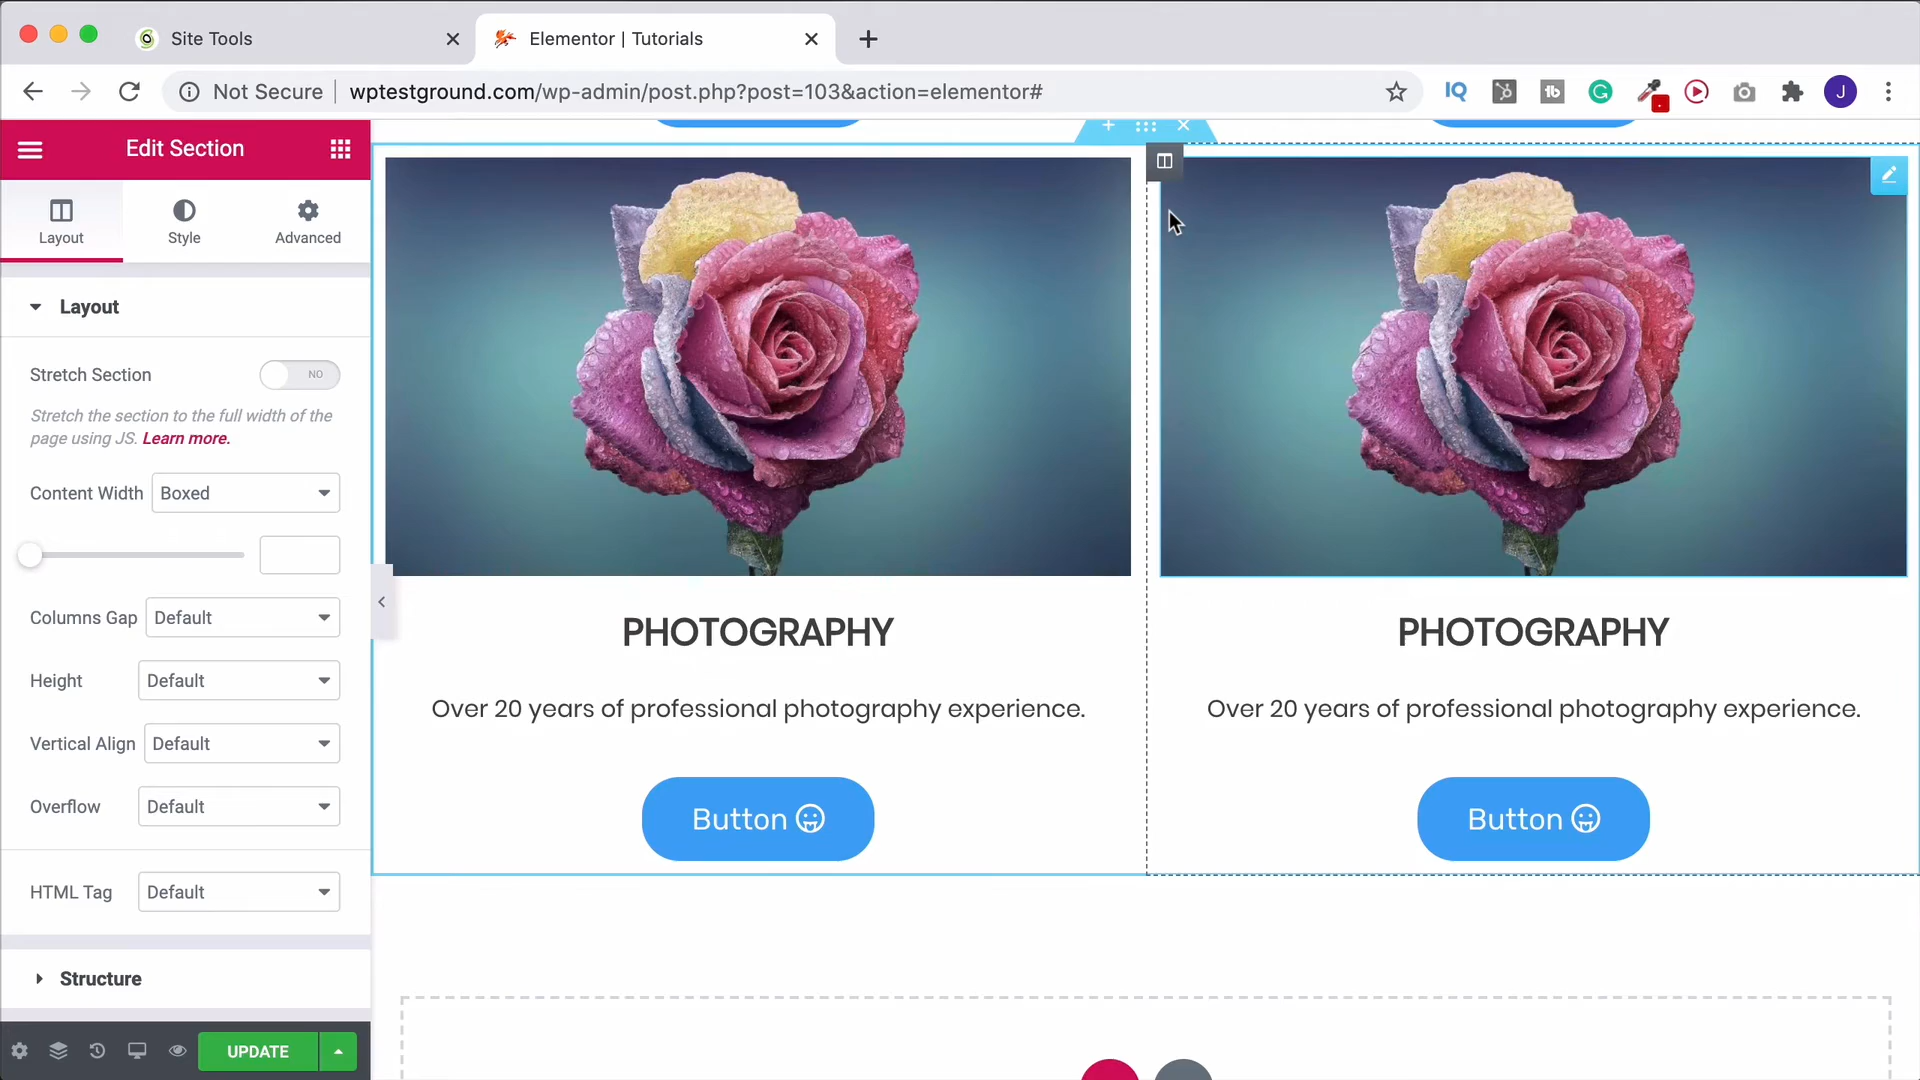 Site Tools
Elementor | Tutorials
Not Secure
wptestground.com/wp-admin/post.php?post=103&action=elementor#
IQ
tb
G
J
Edit Section
Layout
Style
Advanced
Layout
Stretch Section
NO
Stretch the section to the full width of the
page using JS. Learn more.
Content Width
Boxed
Columns Gap
Default
Height
Default
Vertical Align
Default
Overflow
Default
HTML Tag
Default
Structure
UPDATE
PHOTOGRAPHY
Over 20 years of professional photography experience.
Button
PHOTOGRAPHY
Over 20 years of professional photography experience.
Button